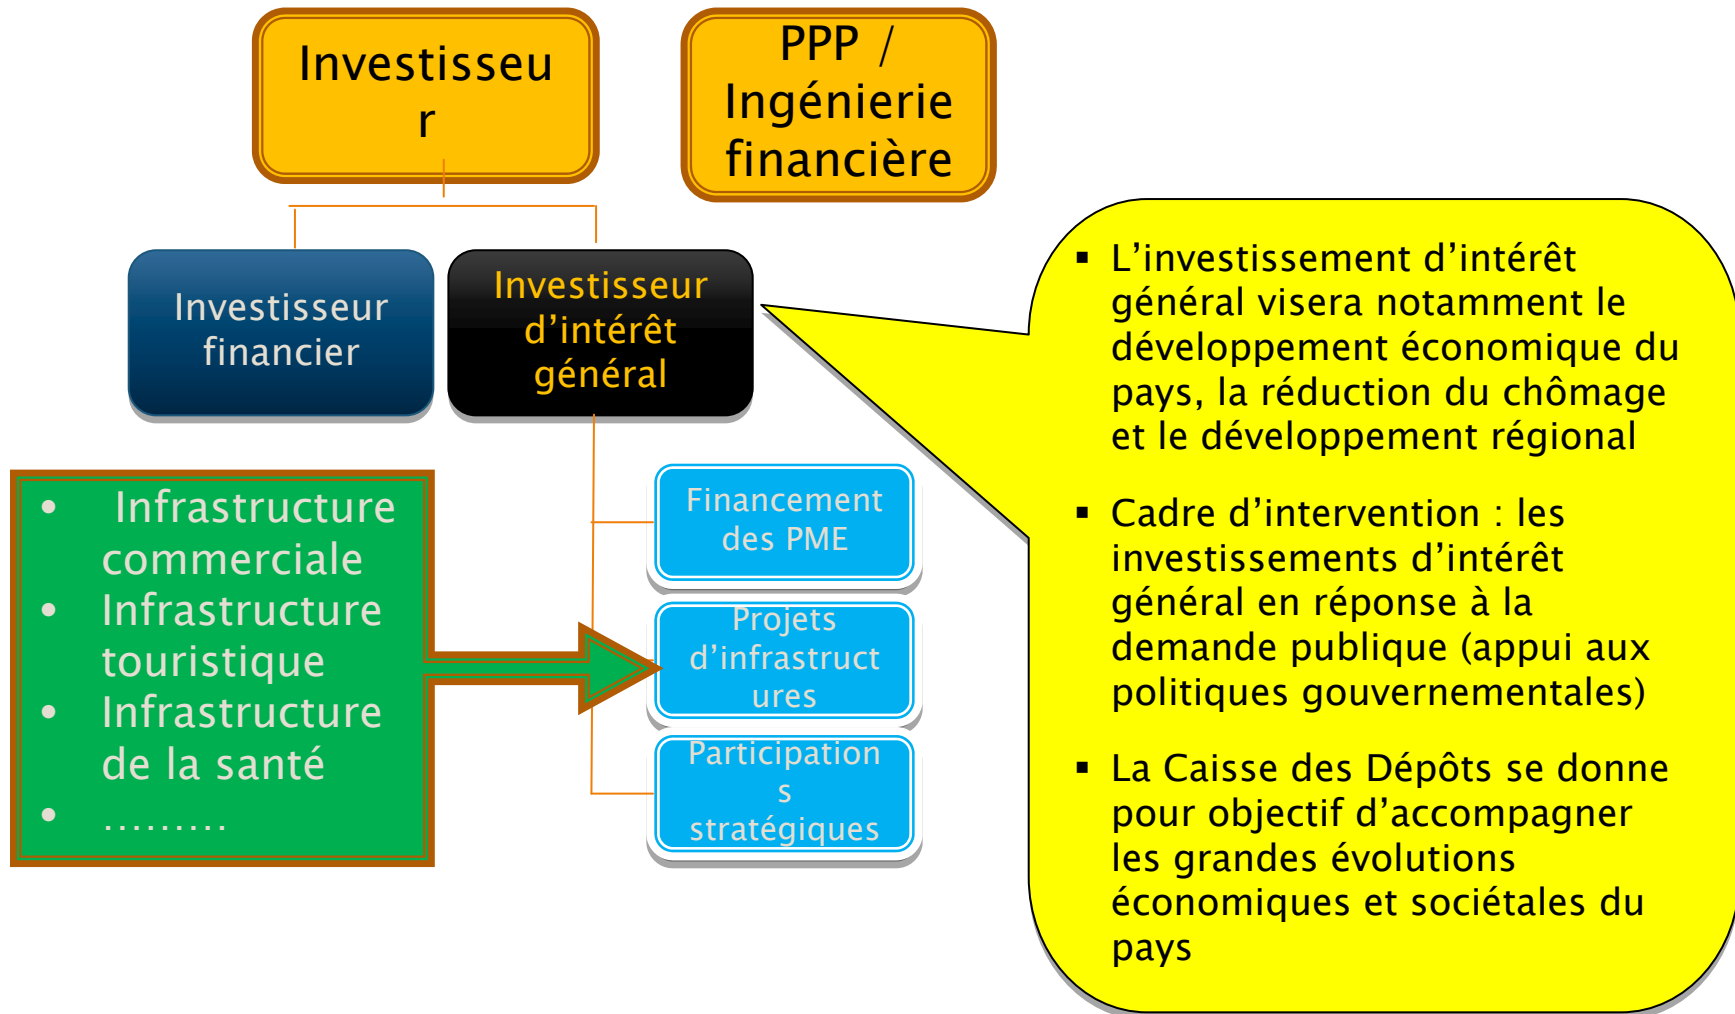 Investisseu
r
PPP /
Ingénierie
financière
Investisseur
financier
Investisseur
d’intérêt
général
• Infrastructure
commerciale
• Infrastructure
touristique
• Infrastructure
de la santé
• .........
Financement
des PME
Projets
d’infrastruct
ures
Participation
s
stratégiques
▪ L’investissement d’intérêt
général visera notamment le
développement économique du
pays, la réduction du chômage
et le développement régional
▪ Cadre d’intervention : les
investissements d’intérêt
général en réponse à la
demande publique (appui aux
politiques gouvernementales)
▪ La Caisse des Dépôts se donne
pour objectif d’accompagner
les grandes évolutions
économiques et sociétales du
pays